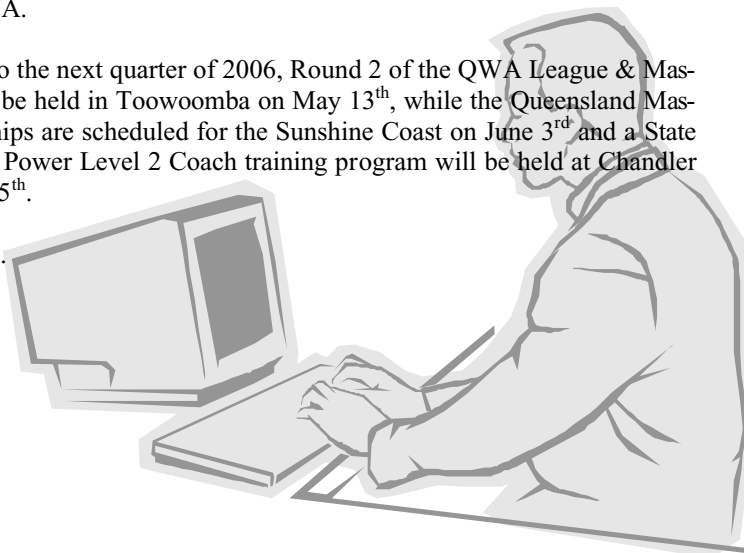 A.
o the next quarter of 2006, Round 2 of the QWA League & Mas-
be held in Toowoomba on May 13th, while the Queensland Mas-
hips are scheduled for the Sunshine Coast on June 3rd and a State
Power Level 2 Coach training program will be held at Chandler
5th.
.